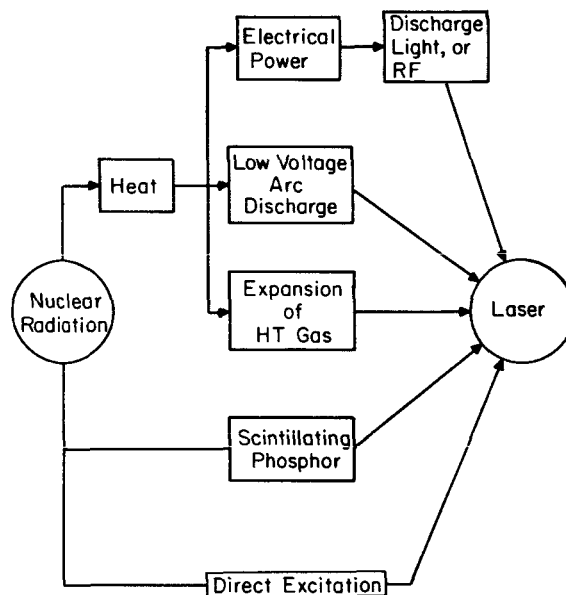 Electrical
Power
Discharge
Light, or
RF
Heat
Low Voltage
Arc
Discharge
Nuclear
Radiation
Expansion
of
HT Gas
Laser
Scintillating
Phosphor
Direct Excitation